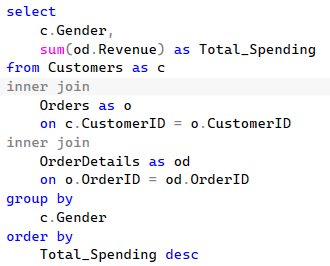 select
    c.Gender,
    sum(od.Revenue) as Total_Spending
from Customers as c
inner join
    Orders as o
    on c.CustomerID = o.CustomerID
inner join
    OrderDetails as od
    on o.OrderID = od.OrderID
group by
    c.Gender
order by
    Total_Spending desc